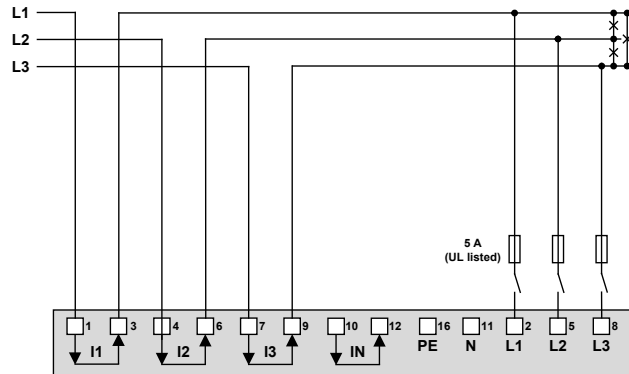 L1
L2
L3
5 A
(UL listed)
1 3 4 6 7 9 10 12 16 11 2 5 8
I1 I2 I3 IN PE N L1 L2 L3